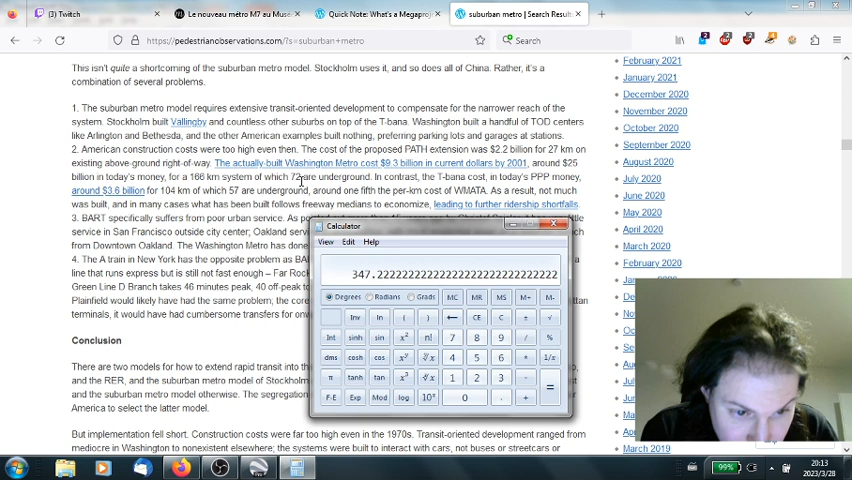 (3) Twitch
Le nouveau métro M7 au Muse
Quick Note: What's a Megaproj
suburban metro | Search Result
https://pedestrianobservations.com/?s=suburban+metro
Search
This isn't quite a shortcoming of the suburban metro model. Stockholm uses it, and so does all of China. Rather, it's a
combination of several problems.
1. The suburban metro model requires extensive transit-oriented development to compensate for the narrower reach of the
system. Stockholm built Vällingby and countless other suburbs on top of the T-bana. Washington built a handful of TOD centers
like Arlington and Bethesda, and the other American examples built nothing, preferring parking lots and garages at stations.
2. American construction costs were too high even then. The cost of the proposed PATH extension was $2.2 billion for 27 km on
existing above-ground right-of-way. The actually-built Washington Metro cost $9.3 billion in current dollars by 2001, around $25
billion in today's money, for a 166 km system of which 72 are underground. In contrast, the T-bana cost, in today's PPP money,
around $3.6 billion for 104 km of which 57 are underground, around one fifth the per-km cost of WMATA. As a result, not much
was built, and in many cases what has been built follows freeway medians to economize, leading to further ridership shortfalls.
3. BART specifically suffers from poor urban service. As
service in San Francisco outside city center; Oakland serv
from Downtown Oakland. The Washington Metro has done
4. The A train in New York has the opposite problem as BA
line that runs express but is still not fast enough – Far Rock
Green Line D Branch takes 46 minutes peak, 40 off-peak to
Plainfield would likely have had the same problem; the core
terminals, it would have had cumbersome transfers for onw
Conclusion
There are two models for how to extend rapid transit into th
and the RER, and the suburban metro model of Stockholm
and the suburban metro model otherwise. The segregation
America to select the latter model.
But implementation fell short. Construction costs were far too high even in the 1970s. Transit-oriented development ranged from
mediocre in Washington to nonexistent elsewhere; the systems were built to interact with cars, not buses or streetcars or
February 2021
January 2021
December 2020
November 2020
October 2020
September 2020
August 2020
July 2020
June 2020
May 2020
April 2020
March 2020
February 2020
March 2019
Calculator
View Edit Help
347.22222222222222222222222222222
Degrees Radians Grads MC MR MS M+ M-
Inv ln ( ) ← CE C ± √
Int sinh sin x² n! 7 8 9 / %
dms cosh cos xʸ ʸ√x 4 5 6 * 1/x
π tanh tan x³ ³√x 1 2 3 - =
F-E Exp Mod log 10ˣ 0 . +
99%
20:13
2023/3/28